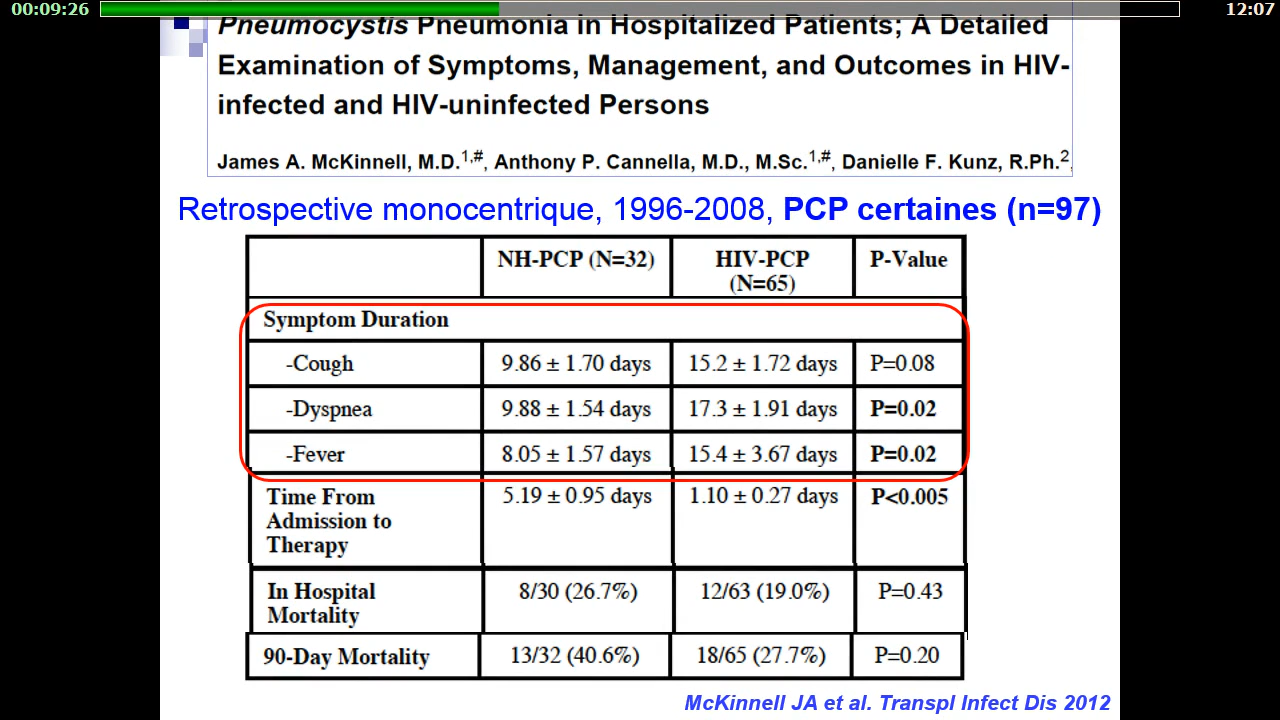 00:09:26 12:07
Pneumocystis Pneumonia in Hospitalized Patients; A Detailed
Examination of Symptoms, Management, and Outcomes in HIV-
infected and HIV-uninfected Persons
James A. McKinnell, M.D.1,#, Anthony P. Cannella, M.D., M.Sc.1,#, Danielle F. Kunz, R.Ph.2,
Retrospective monocentrique, 1996-2008, PCP certaines (n=97)
NH-PCP (N=32) HIV-PCP P-Value
(N=65)
Symptom Duration
-Cough 9.86 ± 1.70 days 15.2 ± 1.72 days P=0.08
-Dyspnea 9.88 ± 1.54 days 17.3 ± 1.91 days P=0.02
-Fever 8.05 ± 1.57 days 15.4 ± 3.67 days P=0.02
Time From 5.19 ± 0.95 days 1.10 ± 0.27 days P<0.005
Admission to
Therapy
In Hospital 8/30 (26.7%) 12/63 (19.0%) P=0.43
Mortality
90-Day Mortality 13/32 (40.6%) 18/65 (27.7%) P=0.20
McKinnell JA et al. Transpl Infect Dis 2012